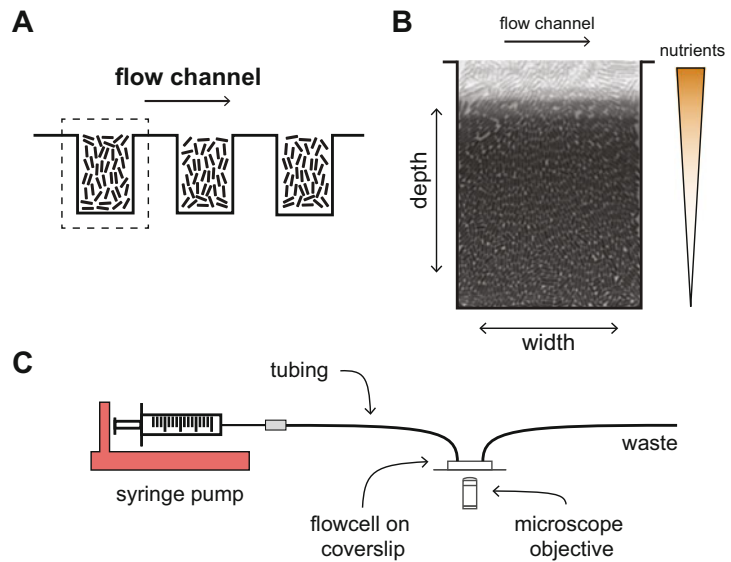 A
flow channel
B
flow channel
nutrients
depth
width
C
tubing
waste
syringe pump
flowcell on
coverslip
microscope
objective